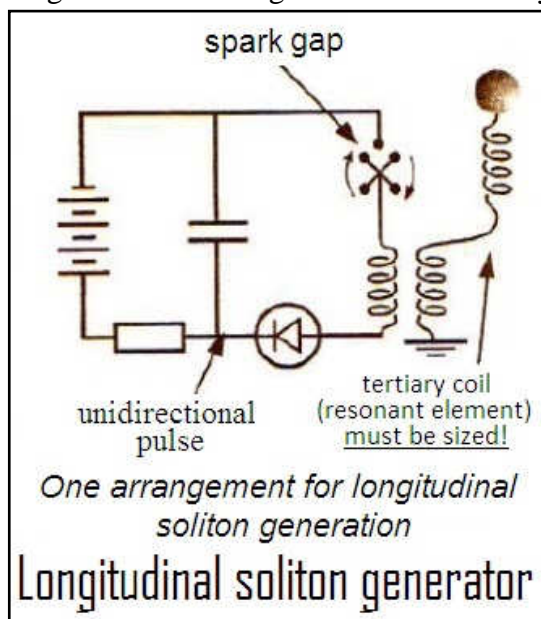 spark gap
unidirectional
pulse
tertiary coil
(resonant element)
must be sized!
One arrangement for longitudinal
soliton generation
Longitudinal soliton generator